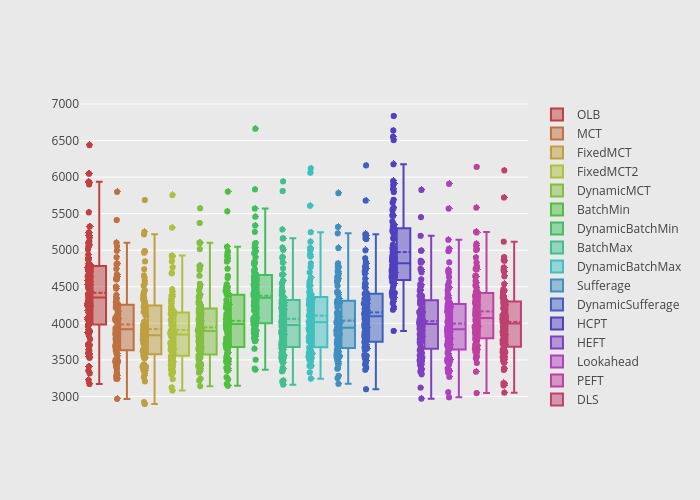 7000
6500
6000
5500
5000
4500
4000
3500
3000
OLB
MCT
FixedMCT
FixedMCT2
DynamicMCT
BatchMin
DynamicBatchMin
BatchMax
DynamicBatchMax
Sufferage
DynamicSufferage
HCPT
HEFT
Lookahead
PEFT
DLS